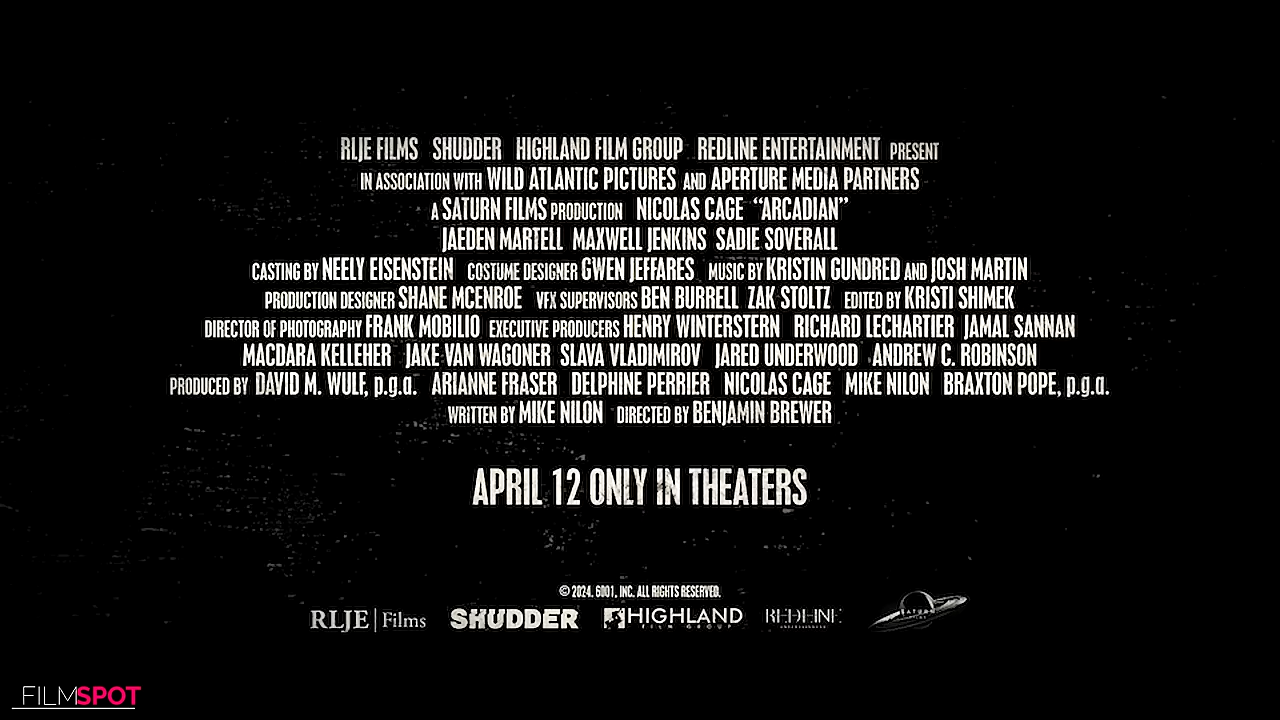 RLJE FILMS SHUDDER HIGHLAND FILM GROUP REDLINE ENTERTAINMENT PRESENT
IN ASSOCIATION WITH WILD ATLANTIC PICTURES AND APERTURE MEDIA PARTNERS
A SATURN FILMS PRODUCTION NICOLAS CAGE “ARCADIAN”
JAEDEN MARTELL MAXWELL JENKINS SADIE SOVERALL
CASTING BY NEELY EISENSTEIN COSTUME DESIGNER GWEN JEFFARES MUSIC BY KRISTIN GUNDRED AND JOSH MARTIN
PRODUCTION DESIGNER SHANE MCENROE VFX SUPERVISORS BEN BURRELL ZAK STOLTZ EDITED BY KRISTI SHIMEK
DIRECTOR OF PHOTOGRAPHY FRANK MOBILIO EXECUTIVE PRODUCERS HENRY WINTERSTERN RICHARD LECHARTIER JAMAL SANNAN
MACDARA KELLEHER JAKE VAN WAGONER SLAVA VLADIMIROV JARED UNDERWOOD ANDREW C. ROBINSON
PRODUCED BY DAVID M. WULF, p.g.a. ARIANNE FRASER DELPHINE PERRIER NICOLAS CAGE MIKE NILON BRAXTON POPE, p.g.a.
WRITTEN BY MIKE NILON DIRECTED BY BENJAMIN BREWER
APRIL 12 ONLY IN THEATERS
© 2024. 6001, INC. ALL RIGHTS RESERVED.
RLJE Films SHUDDER HIGHLAND FILM GROUP REDLINE ENTERTAINMENT SATURN FILMS
FILMSPOT